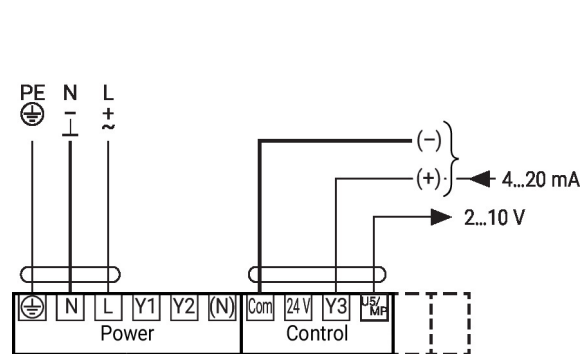 PE N L
– – +
⊥ ~
(–)
(+) 4...20 mA
2...10 V
N L Y1 Y2 (N) Com 24 V Y3 U5/MP
Power Control